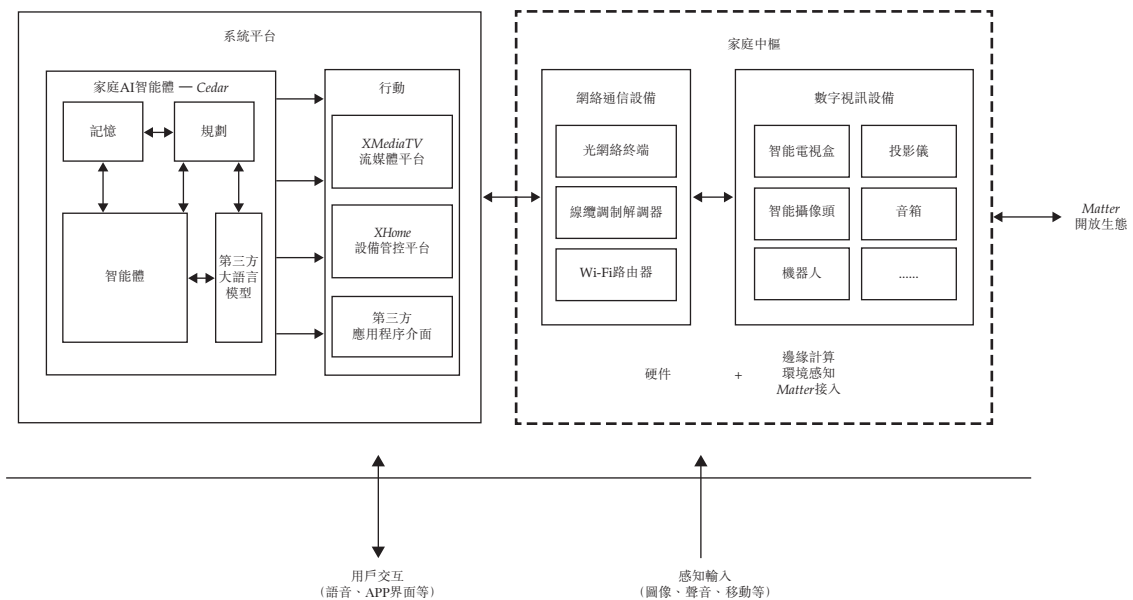 系統平台
家庭AI智能體 — Cedar
記憶
規劃
智能體
第三方
大語言
模型
行動
XMediaTV
流媒體平台
XHome
設備管控平台
第三方
應用程序介面
家庭中樞
網絡通信設備
光網絡終端
線纜調制解調器
Wi-Fi路由器
數字視訊設備
智能電視盒
投影儀
智能攝像頭
音箱
機器人
......
硬件
+
邊緣計算
環境感知
Matter接入
Matter
開放生態
用戶交互
(語音、APP界面等)
感知輸入
(圖像、聲音、移動等)